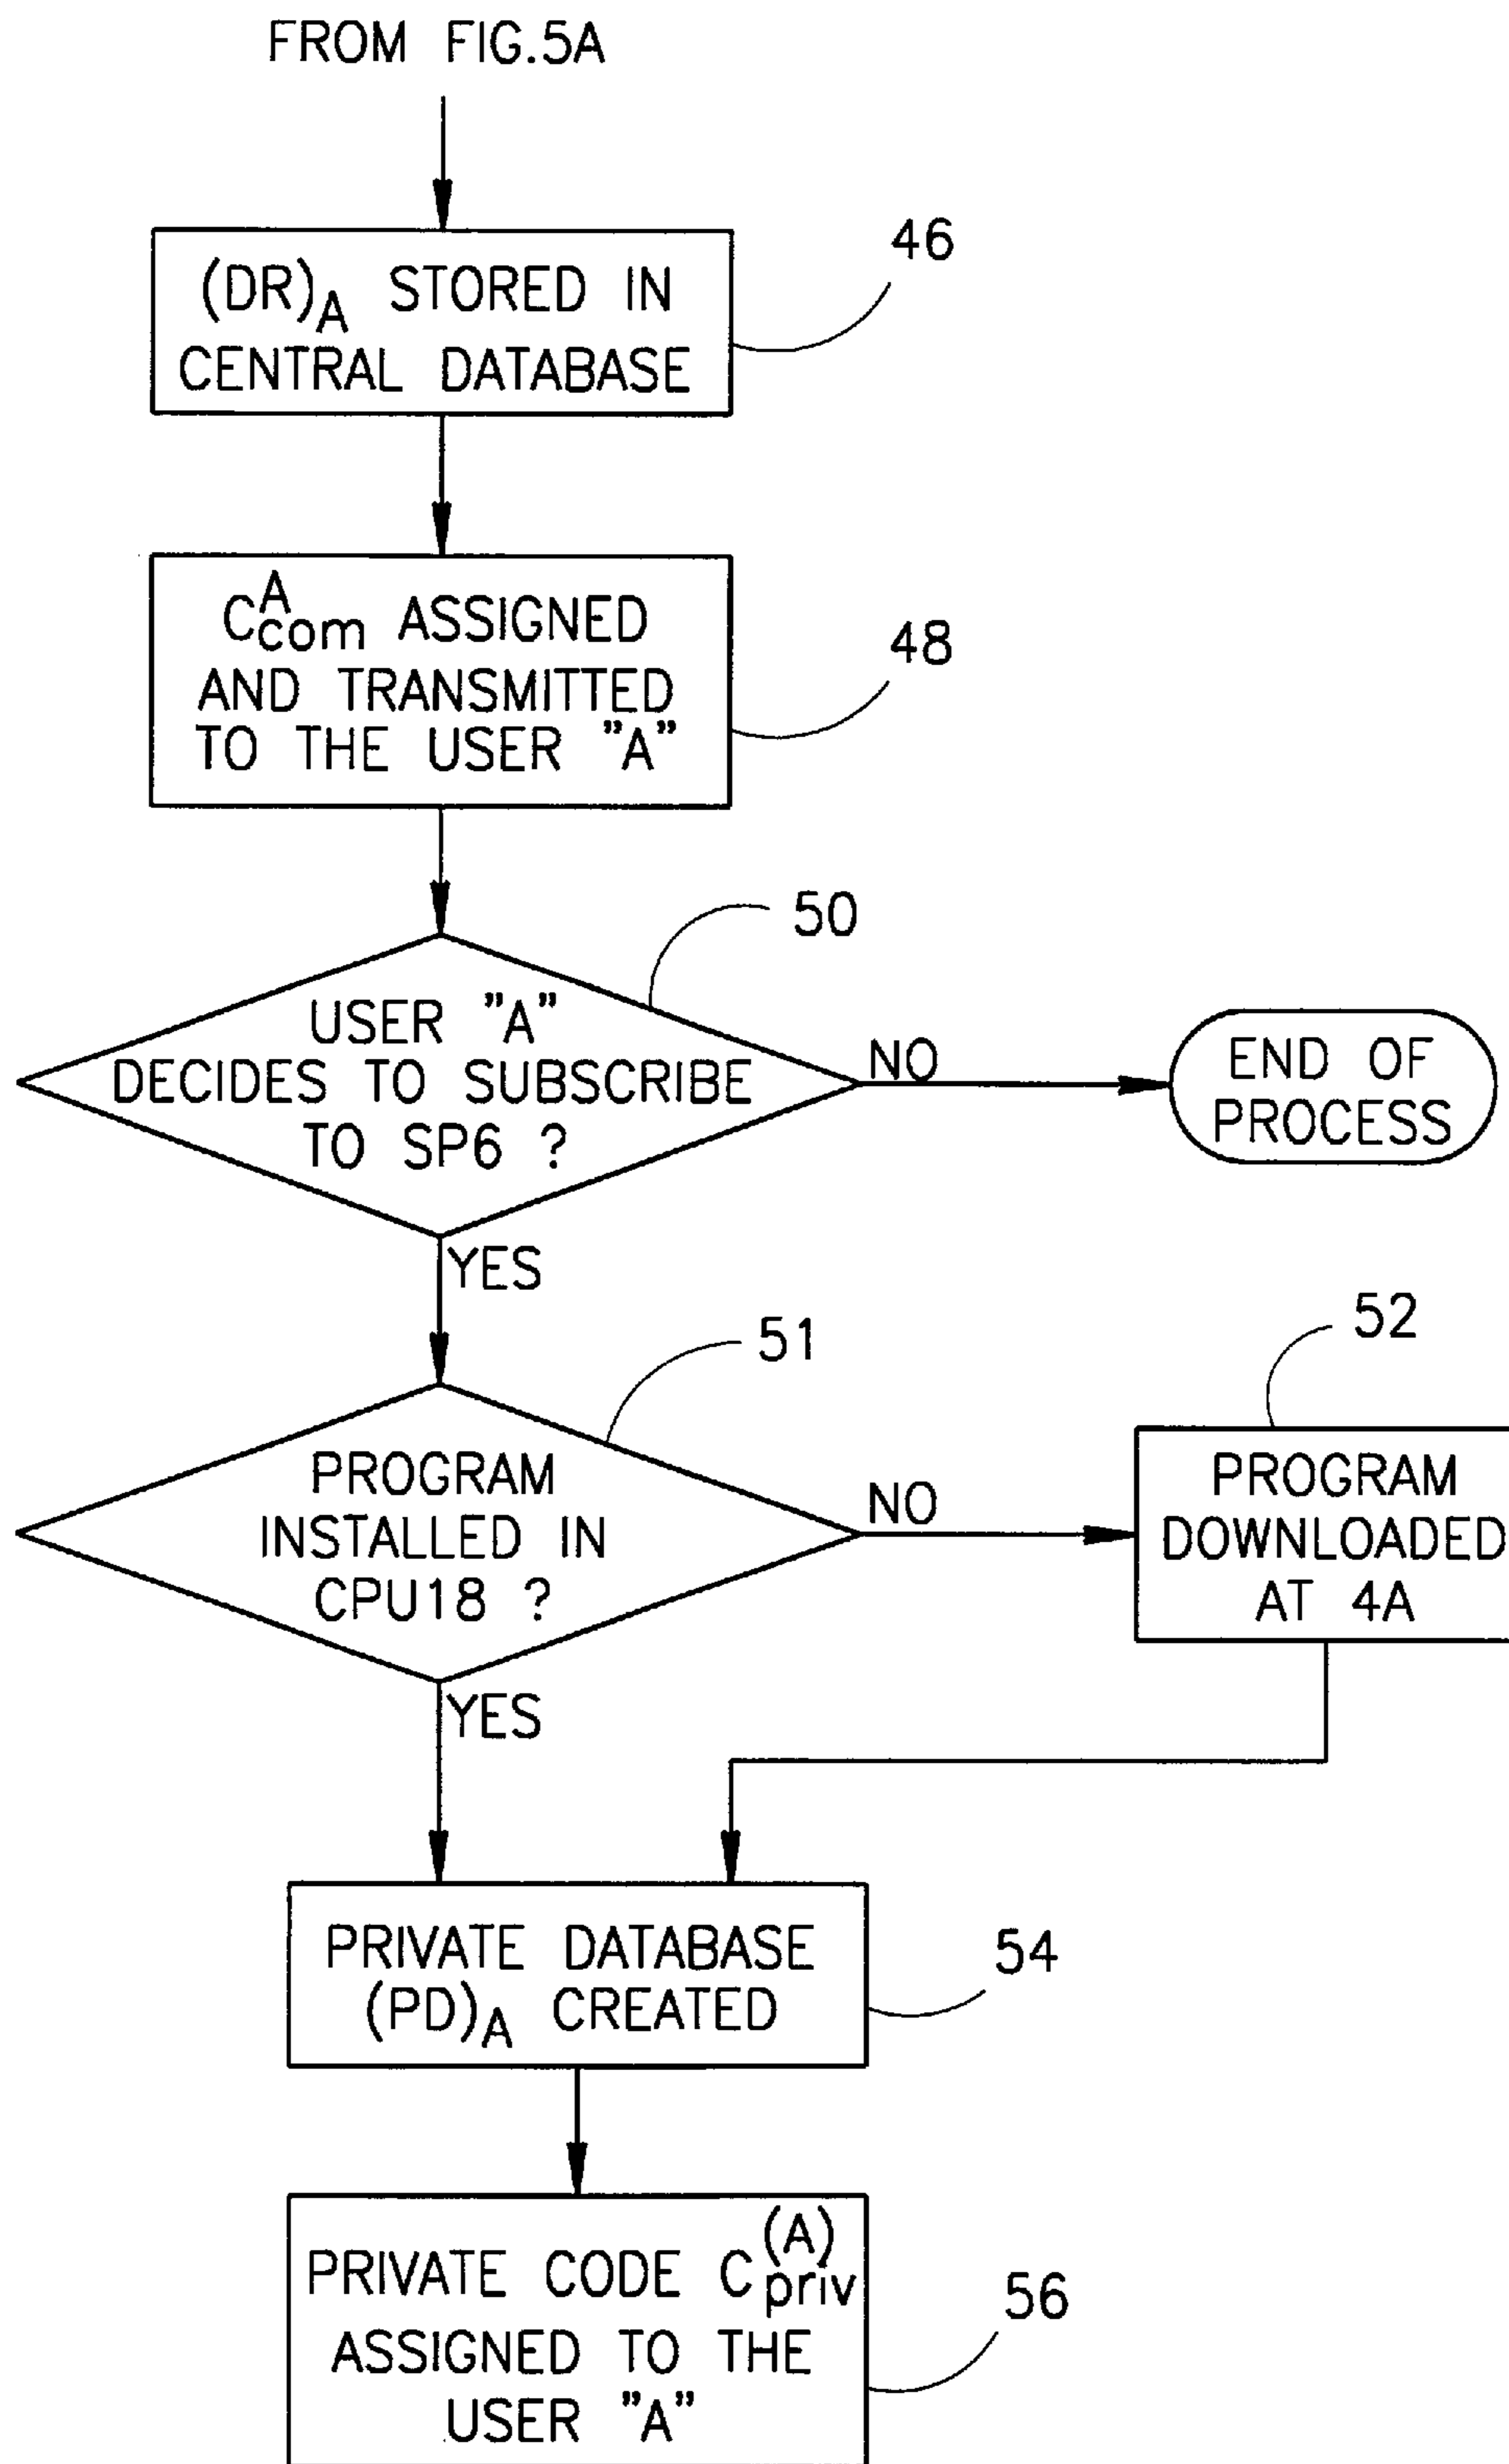 FROM FIG.5A
46
(DR)A STORED IN
CENTRAL DATABASE
48
C^A_com ASSIGNED
AND TRANSMITTED
TO THE USER "A"
50
USER "A"
DECIDES TO SUBSCRIBE
TO SP6 ?
NO
END OF
PROCESS
YES
51
52
PROGRAM
INSTALLED IN
CPU18 ?
NO
PROGRAM
DOWNLOADED
AT 4A
YES
54
PRIVATE DATABASE
(PD)A CREATED
56
PRIVATE CODE C^(A)_priv
ASSIGNED TO THE
USER "A"